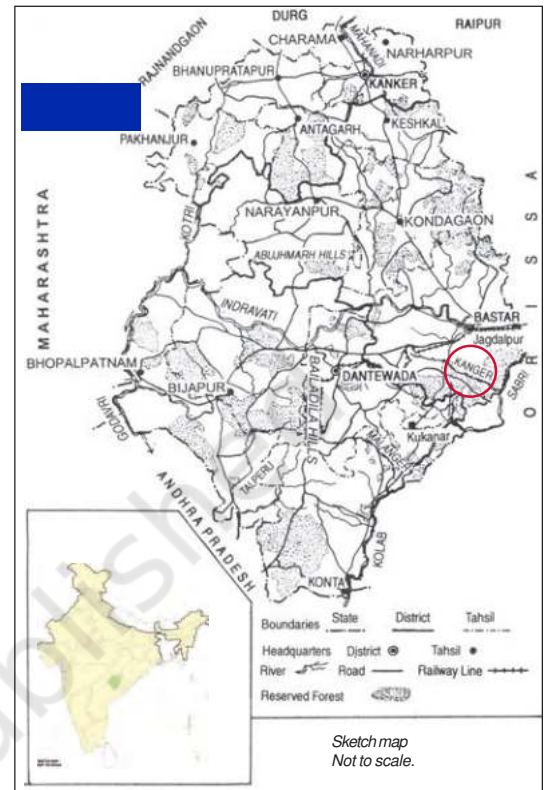 DURG
RAIPUR
RAJNANDGAON
CHARAMA
MAHANADI
NARHARPUR
BHANUPRATAPUR
KANKER
ANTAGARH
KESHKAL
PAKHANJUR
MAHARASHTRA
KOTRI
NARAYANPUR
KONDAGAON
ORISSA
ABUJHMARH HILLS
INDRAVATI
BASTAR
Jagdalpur
BHOPALPATNAM
BAILADILA HILLS
DANTEWADA
KANGER
SABRI
BIJAPUR
GODAVRI
Kukanar
TALPERU
ANDHRA PRADESH
KOLAB
KONTA
Boundaries State District Tahsil
Headquarters District Tahsil
River Road Railway Line
Reserved Forest
Sketch map
Not to scale.